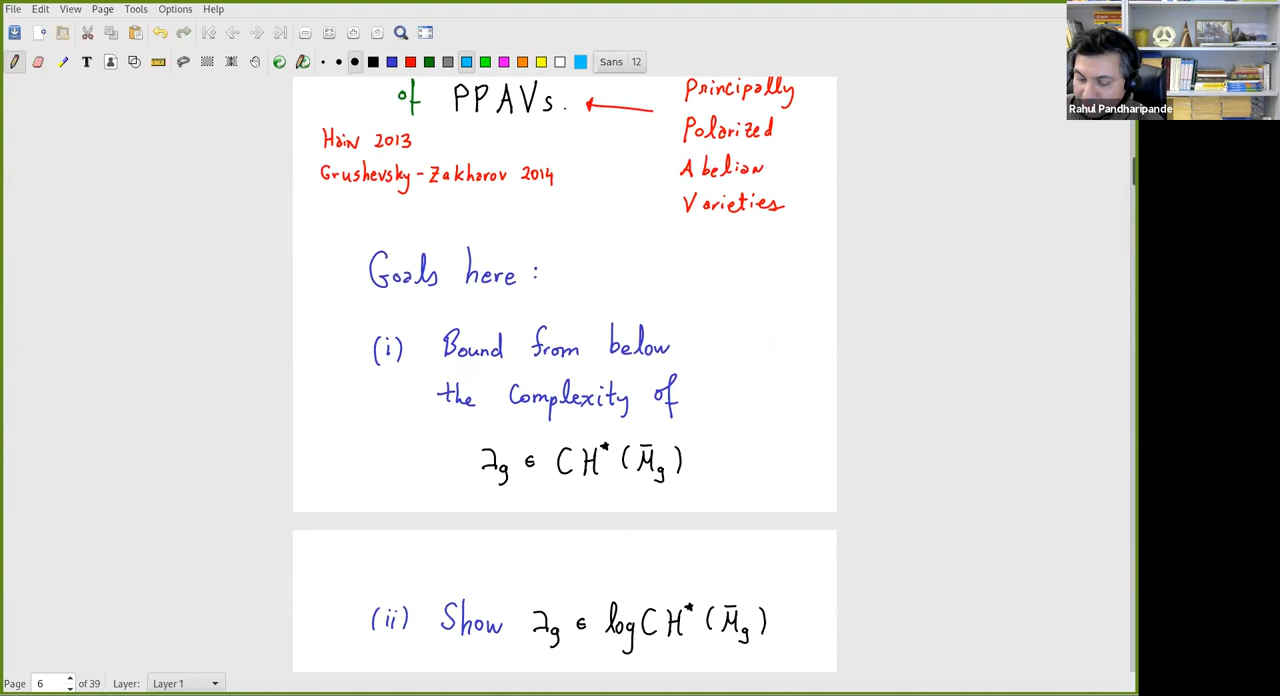 File Edit View Page Tools Options Help
Sans 12
of PPAVs.
Principally
Polarized
Abelian
Varieties
Hain 2013
Grushevsky - Zakharov 2014
Goals here :
(i) Bound from below
the complexity of
λg ∈ CH*(M̄g)
(ii) Show λg ∈ logCH*(M̄g)
Page 6 of 39 Layer: Layer 1
Rahul Pandharipande